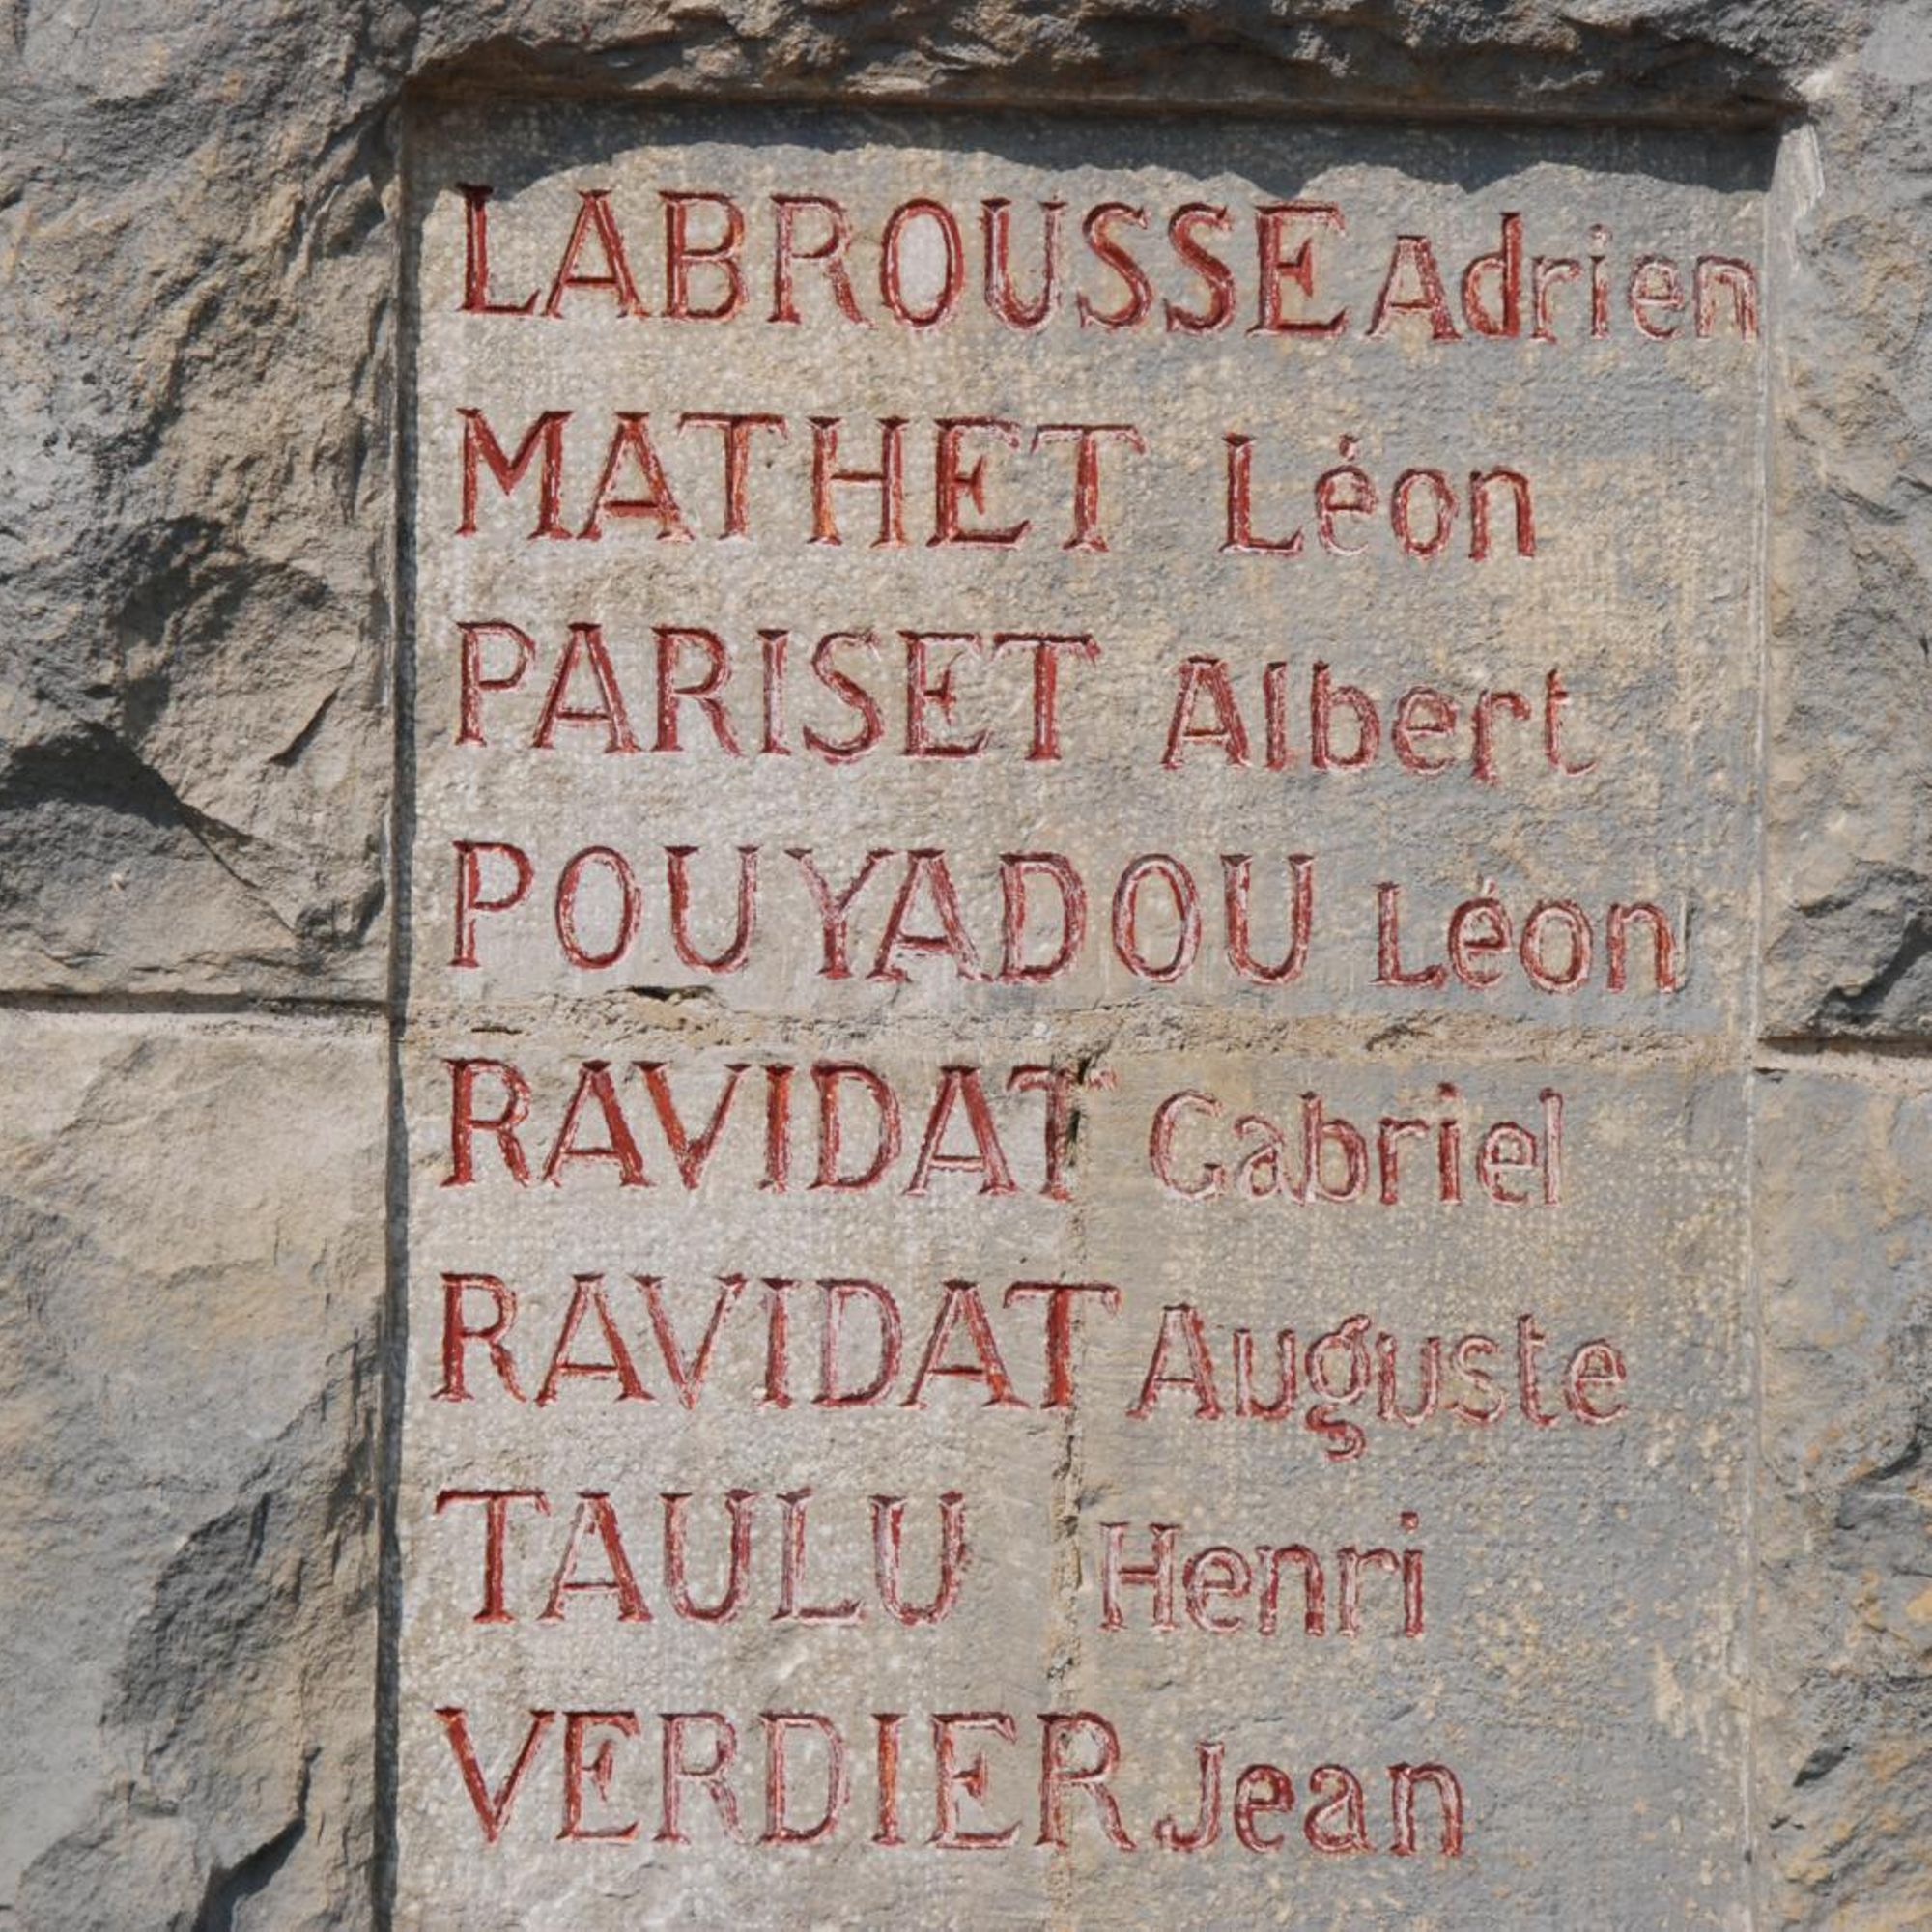 LABROUSSE Adrien
MATHET Léon
PARISET Albert
POUYADOU Léon
RAVIDAT Gabriel
RAVIDAT Auguste
TAULU Henri
VERDIER Jean